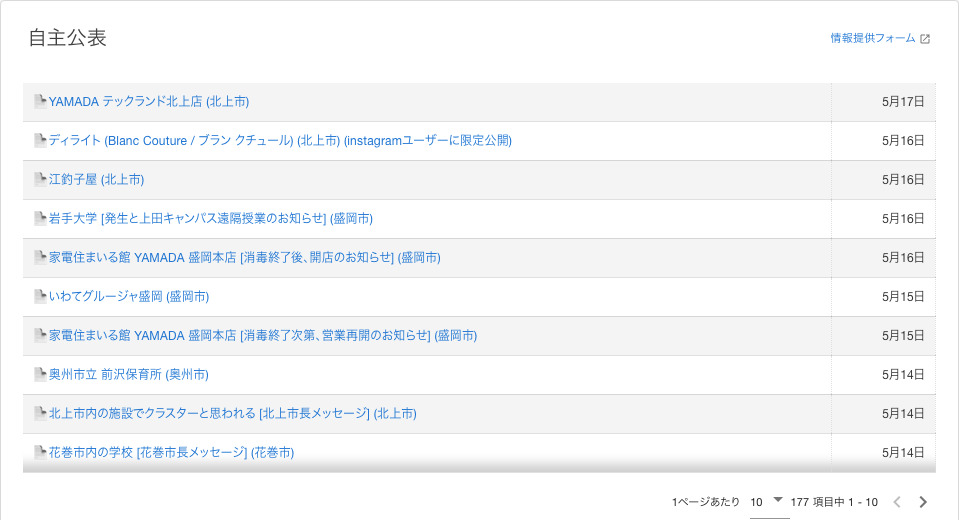 自主公表
情報提供フォーム
YAMADA テックランド北上店 (北上市) 5月17日
ディライト (Blanc Couture / ブラン クチュール) (北上市) (instagramユーザーに限定公開) 5月16日
江釣子屋 (北上市) 5月16日
岩手大学 [発生と上田キャンパス遠隔授業のお知らせ] (盛岡市) 5月16日
家電住まいる館 YAMADA 盛岡本店 [消毒終了後、開店のお知らせ] (盛岡市) 5月16日
いわてグルージャ盛岡 (盛岡市) 5月15日
家電住まいる館 YAMADA 盛岡本店 [消毒終了次第、営業再開のお知らせ] (盛岡市) 5月15日
奥州市立 前沢保育所 (奥州市) 5月14日
北上市内の施設でクラスターと思われる [北上市長メッセージ] (北上市) 5月14日
花巻市内の学校 [花巻市長メッセージ] (花巻市) 5月14日
1ページあたり 10 177 項目中 1 - 10